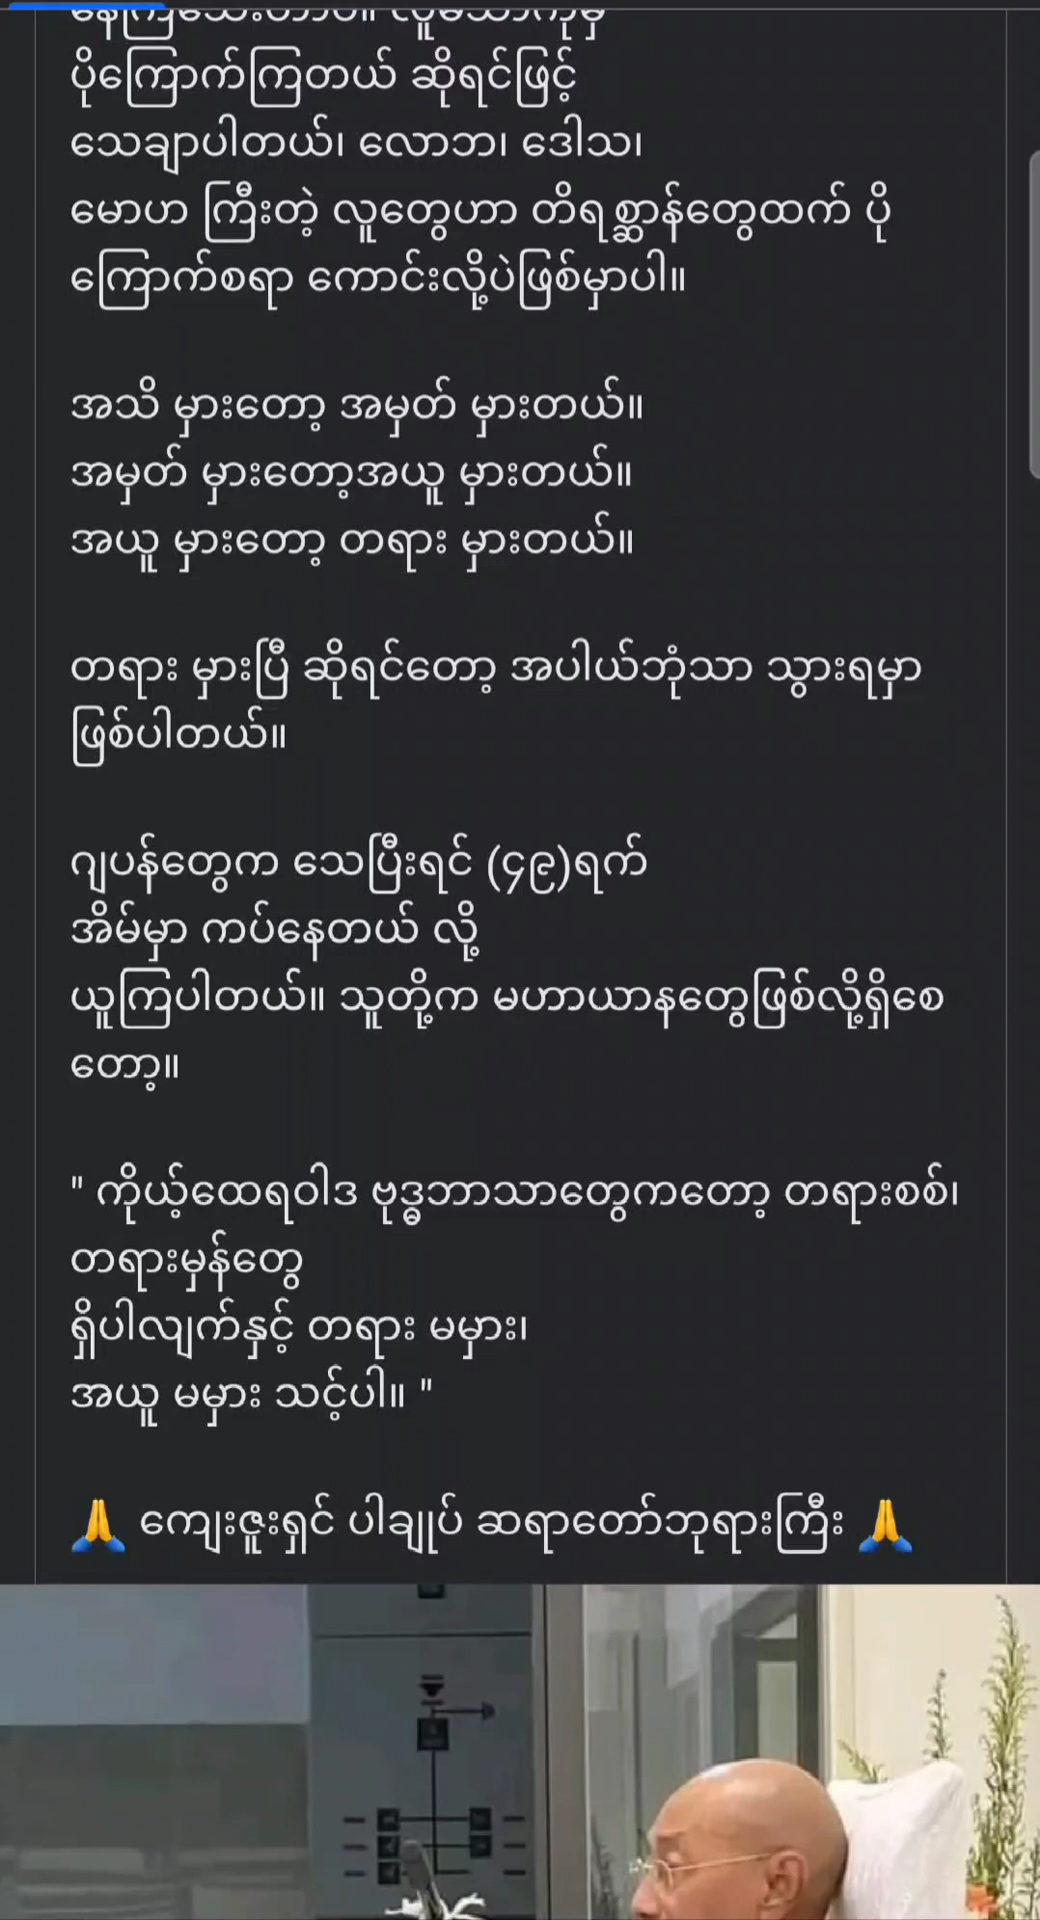 ပိုကြောက်ကြတယ် ဆိုရင်ဖြင့်
သေချာပါတယ်၊ လောဘ၊ ဒေါသ၊
မောဟ ကြီးတဲ့ လူတွေဟာ တိရစ္ဆာန်တွေထက် ပို
ကြောက်စရာ ကောင်းလို့ပဲဖြစ်မှာပါ။
အသိ မှားတော့ အမှတ် မှားတယ်။
အမှတ် မှားတော့အယူ မှားတယ်။
အယူ မှားတော့ တရား မှားတယ်။
တရား မှားပြီ ဆိုရင်တော့ အပါယ်ဘုံသာ သွားရမှာ
ဖြစ်ပါတယ်။
ဂျပန်တွေက သေပြီးရင် (၄၉)ရက်
အိမ်မှာ ကပ်နေတယ် လို့
ယူကြပါတယ်။ သူတို့က မဟာယာနတွေဖြစ်လို့ရှိစေ
တော့။
" ကိုယ့်ထေရဝါဒ ဗုဒ္ဓဘာသာတွေကတော့ တရားစစ်၊
တရားမှန်တွေ
ရှိပါလျက်နှင့် တရား မမှား၊
အယူ မမှား သင့်ပါ။ "
🙏 ကျေးဇူးရှင် ပါချုပ် ဆရာတော်ဘုရားကြီး 🙏